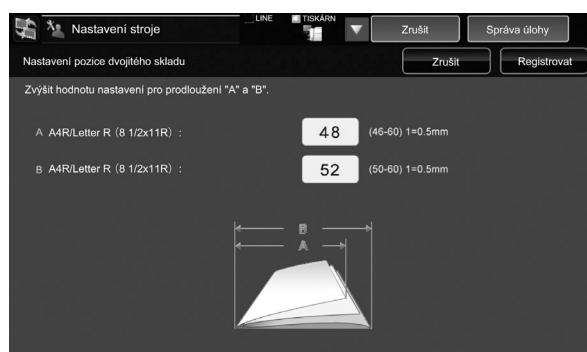 Nastavení stroje
LINE
TISKÁRN
Zrušit
Správa úlohy
Nastavení pozice dvojitého skladu
Zrušit
Registrovat
Zvýšit hodnotu nastavení pro prodloužení "A" a "B".
A A4R/Letter R (8 1/2x11R) : 48 (46-60) 1=0.5mm
B A4R/Letter R (8 1/2x11R) : 52 (50-60) 1=0.5mm
B
A